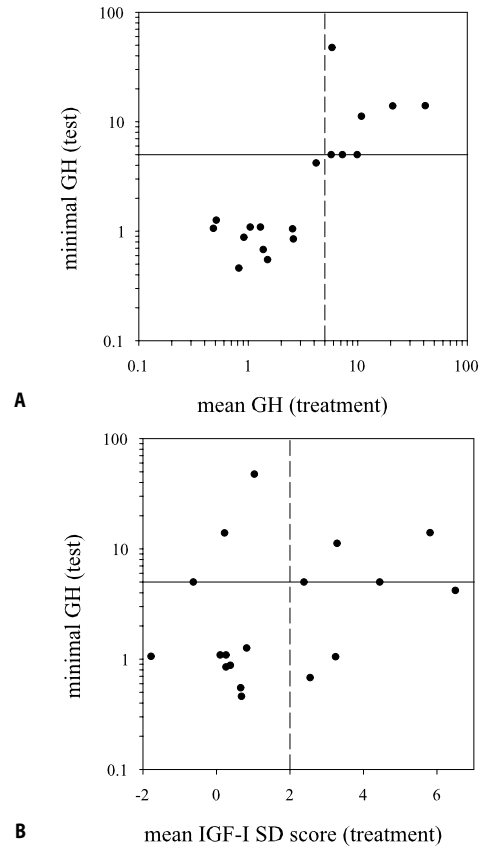 100
10
1
0.1
minimal GH (test)
0.1 1 10 100
mean GH (treatment)
A
100
10
1
0.1
minimal GH (test)
-2 0 2 4 6
mean IGF-I SD score (treatment)
B